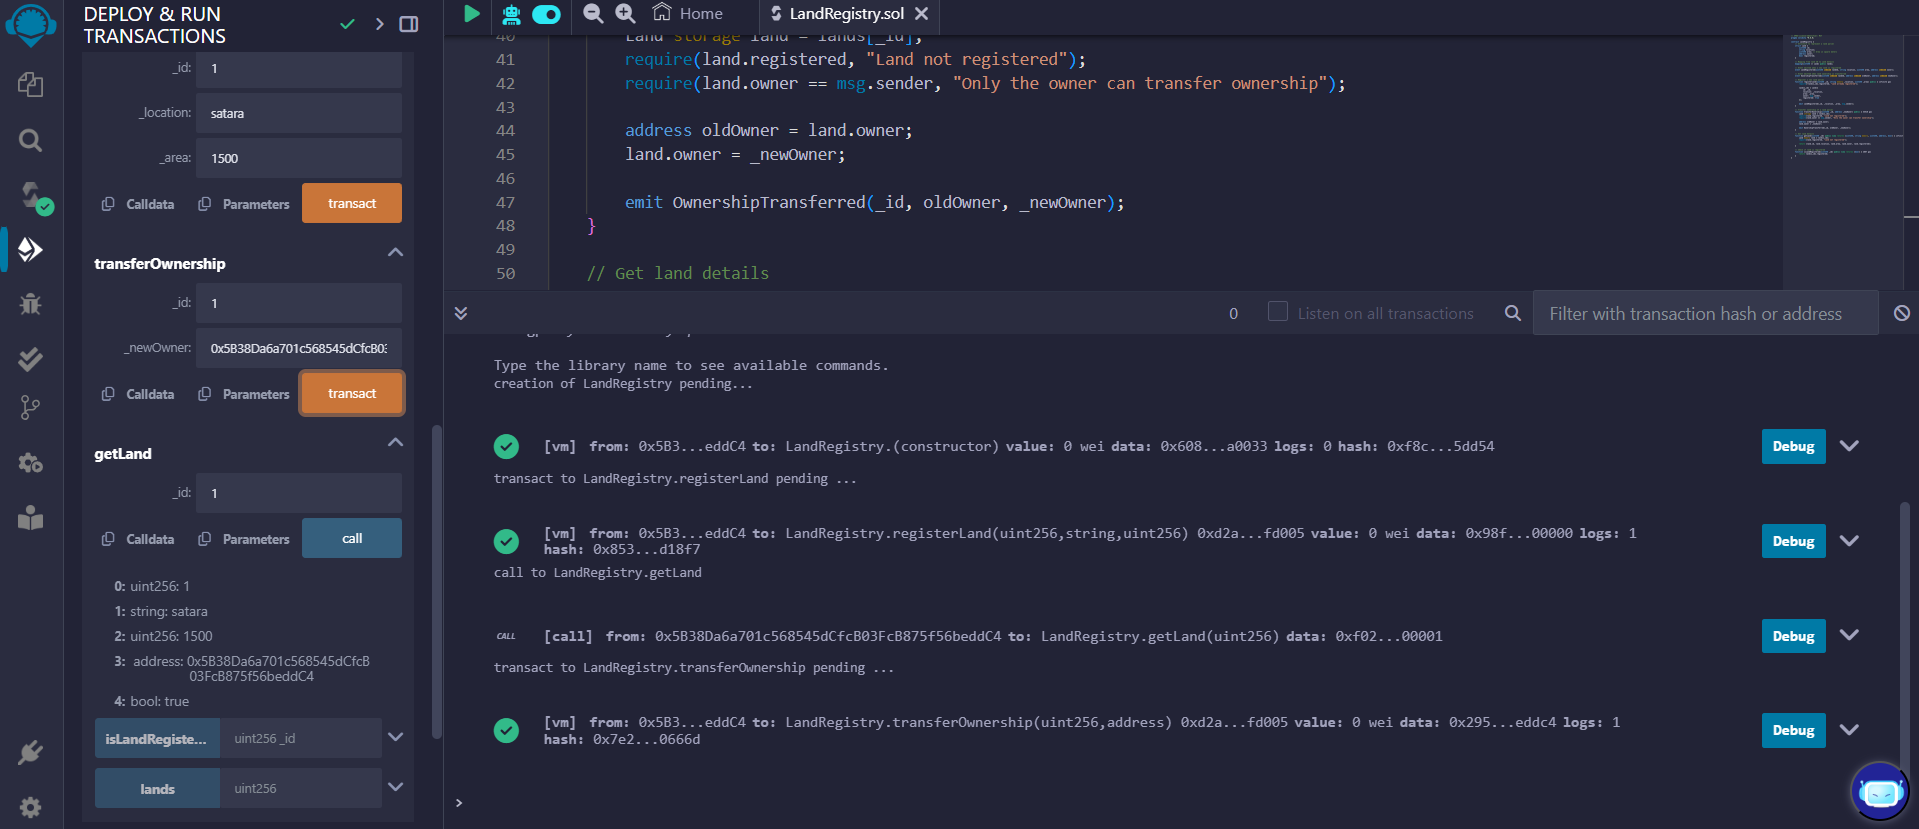 DEPLOY & RUN
TRANSACTIONS
_id: 1
_location: satara
_area: 1500
Calldata Parameters transact
transferOwnership
_id: 1
_newOwner: 0x5B38Da6a701c568545dCfcB03
Calldata Parameters transact
getLand
_id: 1
Calldata Parameters call
0: uint256: 1
1: string: satara
2: uint256: 1500
3: address: 0x5B38Da6a701c568545dCfcB
03FcB875f56beddC4
4: bool: true
isLandRegiste... uint256 _id
lands uint256
Home LandRegistry.sol
40 Land storage land = lands[_id];
41 require(land.registered, "Land not registered");
42 require(land.owner == msg.sender, "Only the owner can transfer ownership");
43
44 address oldOwner = land.owner;
45 land.owner = _newOwner;
46
47 emit OwnershipTransferred(_id, oldOwner, _newOwner);
48 }
49
50 // Get land details
0 Listen on all transactions Filter with transaction hash or address
Type the library name to see available commands.
creation of LandRegistry pending...
[vm] from: 0x5B3...eddC4 to: LandRegistry.(constructor) value: 0 wei data: 0x608...a0033 logs: 0 hash: 0xf8c...5dd54 Debug
transact to LandRegistry.registerLand pending ...
[vm] from: 0x5B3...eddC4 to: LandRegistry.registerLand(uint256,string,uint256) 0xd2a...fd005 value: 0 wei data: 0x98f...00000 logs: 1
hash: 0x853...d18f7 Debug
call to LandRegistry.getLand
CALL [call] from: 0x5B38Da6a701c568545dCfcB03FcB875f56beddC4 to: LandRegistry.getLand(uint256) data: 0xf02...00001 Debug
transact to LandRegistry.transferOwnership pending ...
[vm] from: 0x5B3...eddC4 to: LandRegistry.transferOwnership(uint256,address) 0xd2a...fd005 value: 0 wei data: 0x295...eddc4 logs: 1
hash: 0x7e2...0666d Debug
>